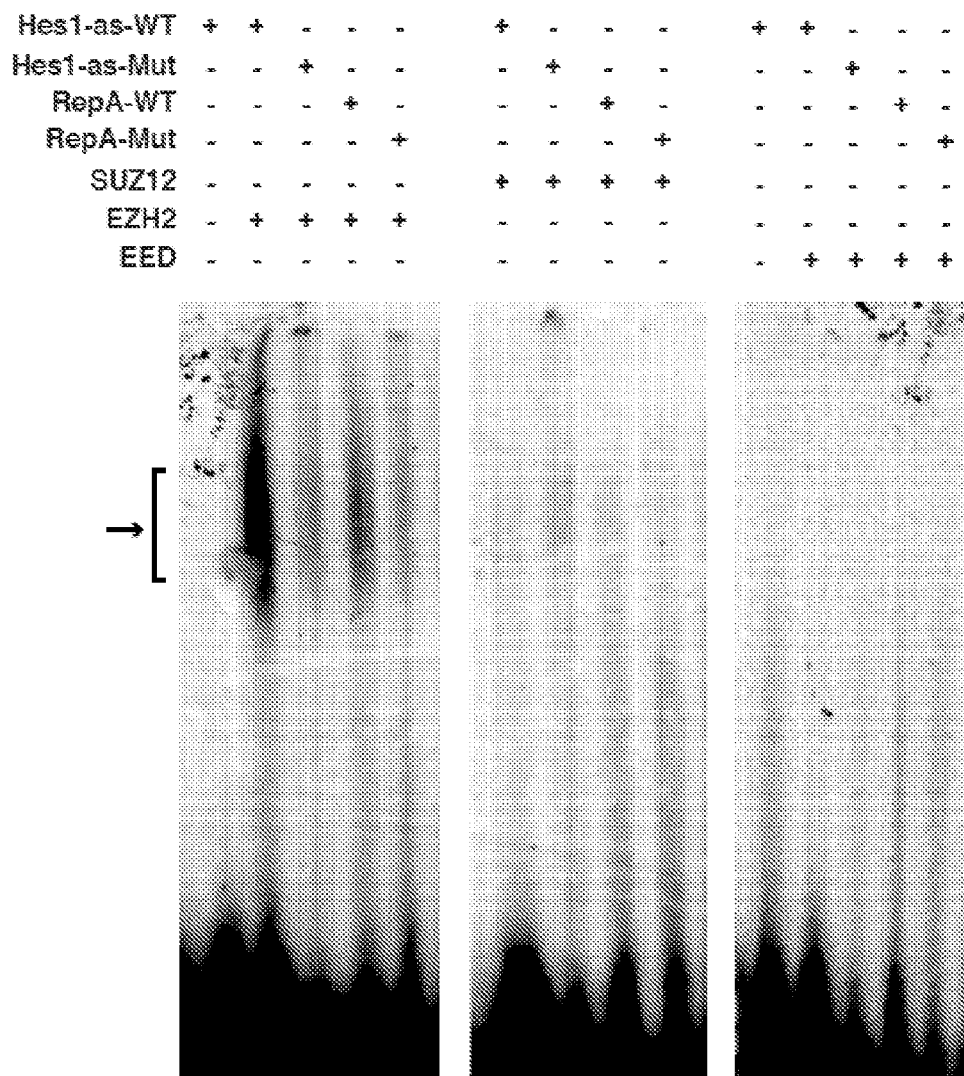 Hes1-as-WT + + - - - + - - - + + - - -
Hes1-as-Mut - - + - - - + - - - - + - -
RepA-WT - - - + - - - + - - - - + -
RepA-Mut - - - - + - - - + - - - - +
SUZ12 - - - - - + + + + - - - - -
EZH2 - + + + + - - - - - - - - -
EED - - - - - - - - - - + + + +